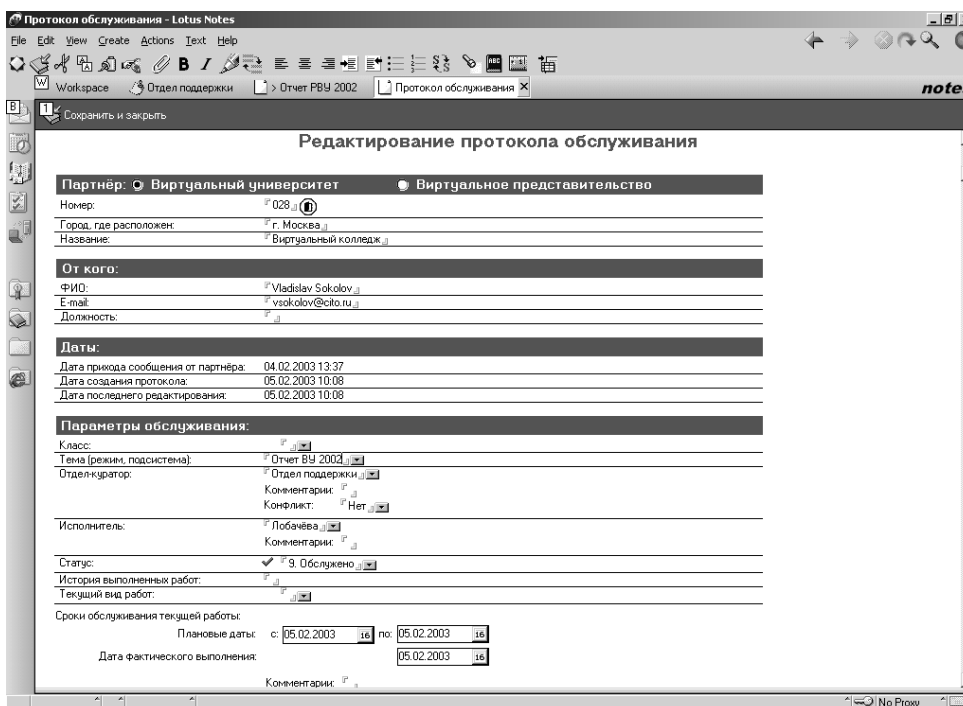 Протокол обслуживания - Lotus Notes
File Edit View Create Actions Text Help
Workspace Отдел поддержки > Отчет РВУ 2002 Протокол обслуживания X
Сохранить и закрыть
Редактирование протокола обслуживания
Партнёр: Виртуальный университет Виртуальное представительство
Номер: 028
Город, где расположен: г. Москва
Название: Виртуальный колледж
От кого:
ФИО: Vladislav Sokolov
E-mail: vsokolov@cito.ru
Должность:
Даты:
Дата прихода сообщения от партнёра: 04.02.2003 13:37
Дата создания протокола: 05.02.2003 10:08
Дата последнего редактирования: 05.02.2003 10:08
Параметры обслуживания:
Класс:
Тема (режим, подсистема): Отчет ВУ 2002
Отдел-куратор: Отдел поддержки
Комментарии:
Конфликт: Нет
Исполнитель: Лобачёва
Комментарии:
Статус: 9. Обслужено
История выполненных работ:
Текущий вид работ:
Сроки обслуживания текущей работы:
Плановые даты: с: 05.02.2003 16 по: 05.02.2003 16
Дата фактического выполнения: 05.02.2003 16
Комментарии:
No Proxy